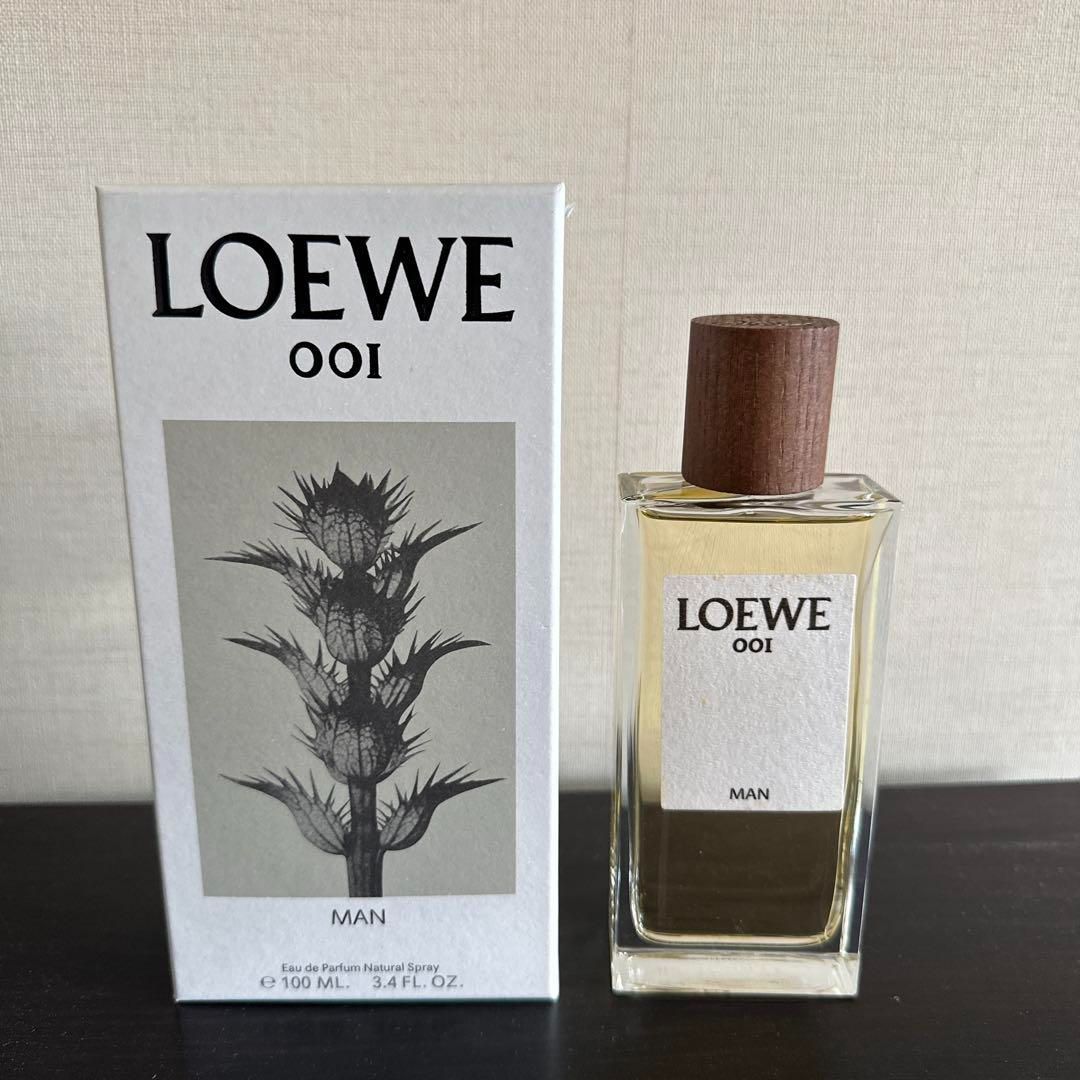 LOEWE
001
MAN
Eau de Parfum Natural Spray
℮ 100 ML. 3.4 FL. OZ.
LOEWE
001
MAN